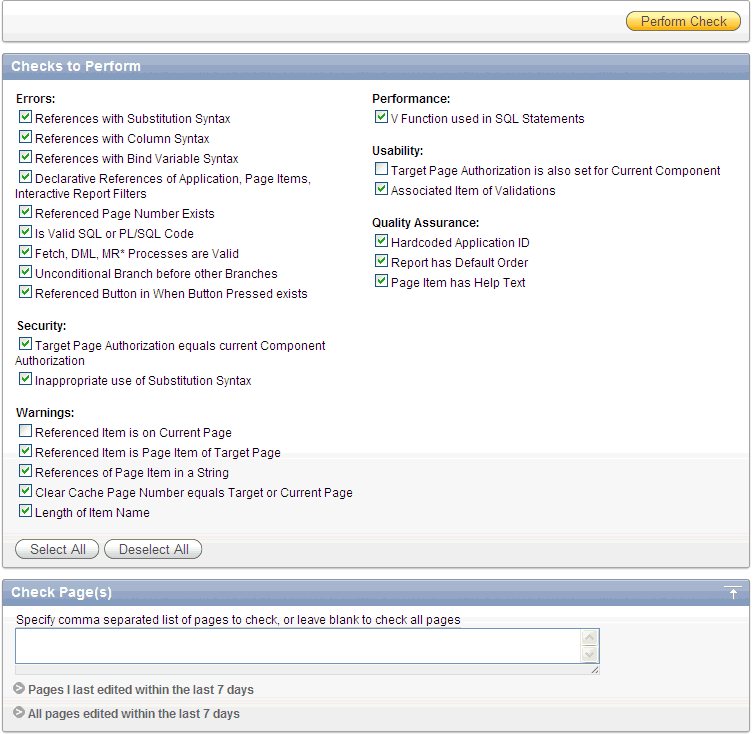 Perform Check
Checks to Perform
Errors:
References with Substitution Syntax
References with Column Syntax
References with Bind Variable Syntax
Declarative References of Application, Page Items,
Interactive Report Filters
Referenced Page Number Exists
Is Valid SQL or PL/SQL Code
Fetch, DML, MR* Processes are Valid
Unconditional Branch before other Branches
Referenced Button in When Button Pressed exists
Security:
Target Page Authorization equals current Component
Authorization
Inappropriate use of Substitution Syntax
Warnings:
Referenced Item is on Current Page
Referenced Item is Page Item of Target Page
References of Page Item in a String
Clear Cache Page Number equals Target or Current Page
Length of Item Name
Performance:
V Function used in SQL Statements
Usability:
Target Page Authorization is also set for Current Component
Associated Item of Validations
Quality Assurance:
Hardcoded Application ID
Report has Default Order
Page Item has Help Text
Select All
Deselect All
Check Page(s)
Specify comma separated list of pages to check, or leave blank to check all pages
Pages I last edited within the last 7 days
All pages edited within the last 7 days